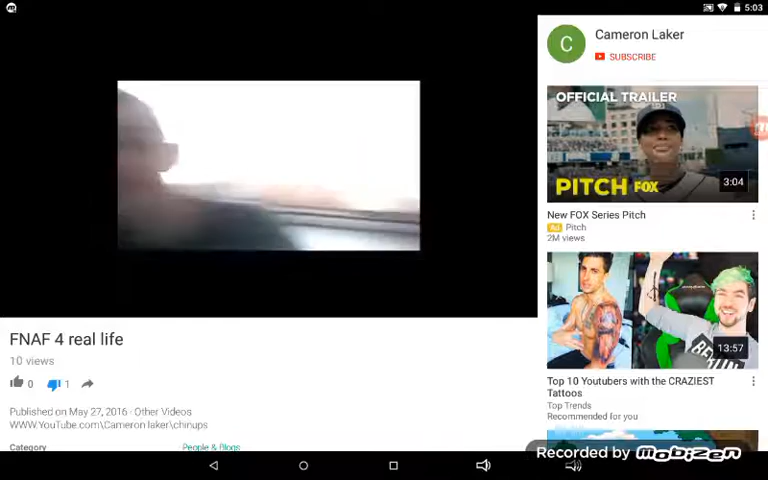 5:03
Cameron Laker
C
SUBSCRIBE
OFFICIAL TRAILER
PITCH FOX
3:04
New FOX Series Pitch
Ad Pitch
2M views
FNAF 4 real life
10 views
0 1
BERLIN
13:57
Top 10 Youtubers with the CRAZIEST
Tattoos
Top Trends
Recommended for you
Published on May 27, 2016 · Other Videos
WWW.YouTube.com\Cameron laker\chinups
Category People & Blogs
Recorded by mobizen